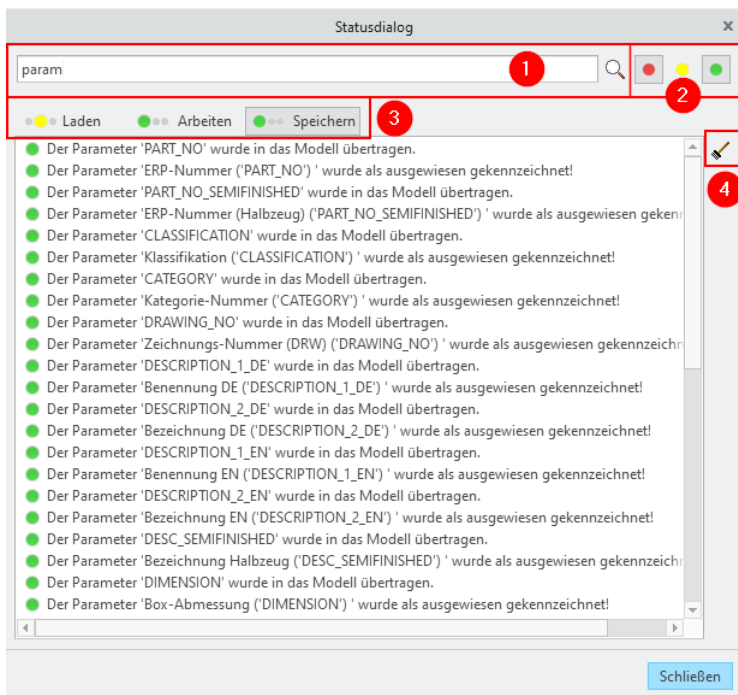 Statusdialog x
param 1
2
Laden Arbeiten Speichern 3
Der Parameter 'PART_NO' wurde in das Modell übertragen.
Der Parameter 'ERP-Nummer ('PART_NO') ' wurde als ausgewiesen gekennzeichnet!
Der Parameter 'PART_NO_SEMIFINISHED' wurde in das Modell übertragen.
4
Der Parameter 'ERP-Nummer (Halbzeug) ('PART_NO_SEMIFINISHED') ' wurde als ausgewiesen geken
Der Parameter 'CLASSIFICATION' wurde in das Modell übertragen.
Der Parameter 'Klassifikation ('CLASSIFICATION') ' wurde als ausgewiesen gekennzeichnet!
Der Parameter 'CATEGORY' wurde in das Modell übertragen.
Der Parameter 'Kategorie-Nummer ('CATEGORY') ' wurde als ausgewiesen gekennzeichnet!
Der Parameter 'DRAWING_NO' wurde in das Modell übertragen.
Der Parameter 'Zeichnungs-Nummer (DRW) ('DRAWING_NO') ' wurde als ausgewiesen gekennzeichn
Der Parameter 'DESCRIPTION_1_DE' wurde in das Modell übertragen.
Der Parameter 'Benennung DE ('DESCRIPTION_1_DE') ' wurde als ausgewiesen gekennzeichnet!
Der Parameter 'DESCRIPTION_2_DE' wurde in das Modell übertragen.
Der Parameter 'Bezeichnung DE ('DESCRIPTION_2_DE') ' wurde als ausgewiesen gekennzeichnet!
Der Parameter 'DESCRIPTION_1_EN' wurde in das Modell übertragen.
Der Parameter 'Benennung EN ('DESCRIPTION_1_EN') ' wurde als ausgewiesen gekennzeichnet!
Der Parameter 'DESCRIPTION_2_EN' wurde in das Modell übertragen.
Der Parameter 'Bezeichnung EN ('DESCRIPTION_2_EN') ' wurde als ausgewiesen gekennzeichnet!
Der Parameter 'DESC_SEMIFINISHED' wurde in das Modell übertragen.
Der Parameter 'Bezeichnung Halbzeug ('DESC_SEMIFINISHED') ' wurde als ausgewiesen gekennzeich
Der Parameter 'DIMENSION' wurde in das Modell übertragen.
Der Parameter 'Box-Abmessung ('DIMENSION') ' wurde als ausgewiesen gekennzeichnet!
Schließen